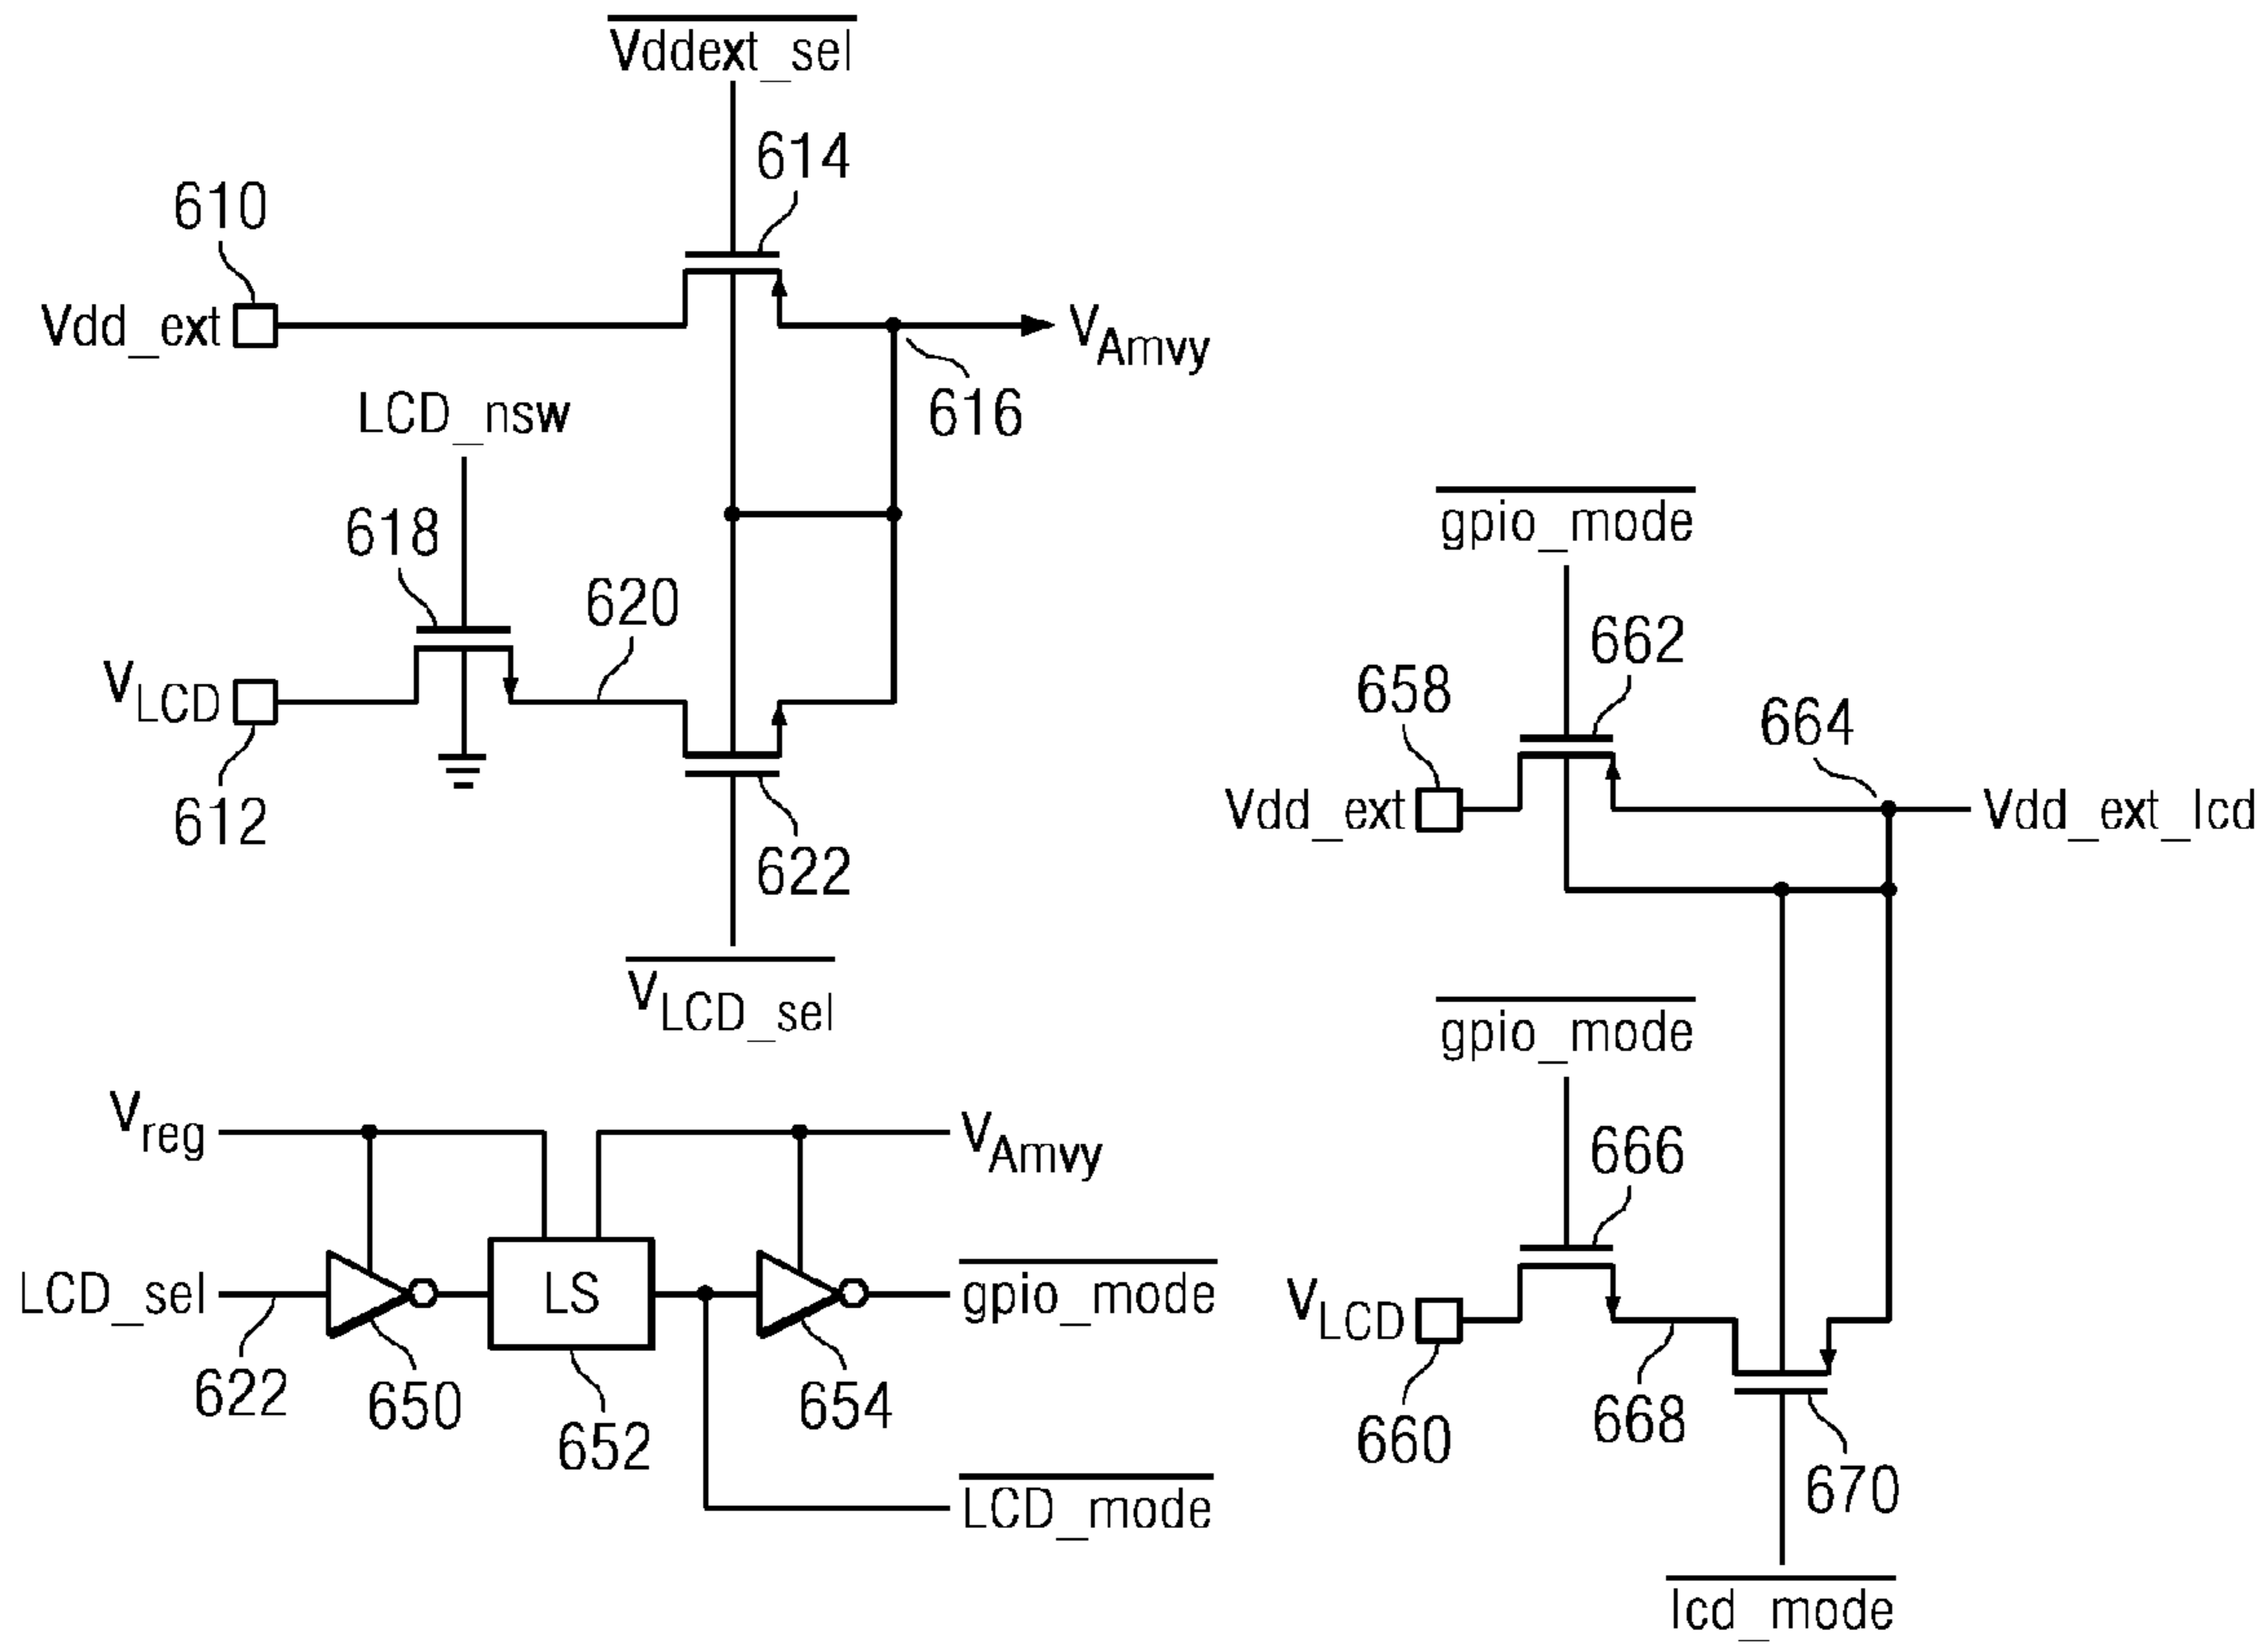 Vddext_sel
614
610
Vdd_ext
VAmvy
616
LCD_nsw
618
620
VLCD
612
622
VLCD_sel
gpio_mode
662
658
664
Vdd_ext
Vdd_ext_lcd
gpio_mode
666
VLCD
660
668
670
lcd_mode
Vreg
VAmvy
LCD_sel
LS
gpio_mode
622
650
652
654
LCD_mode